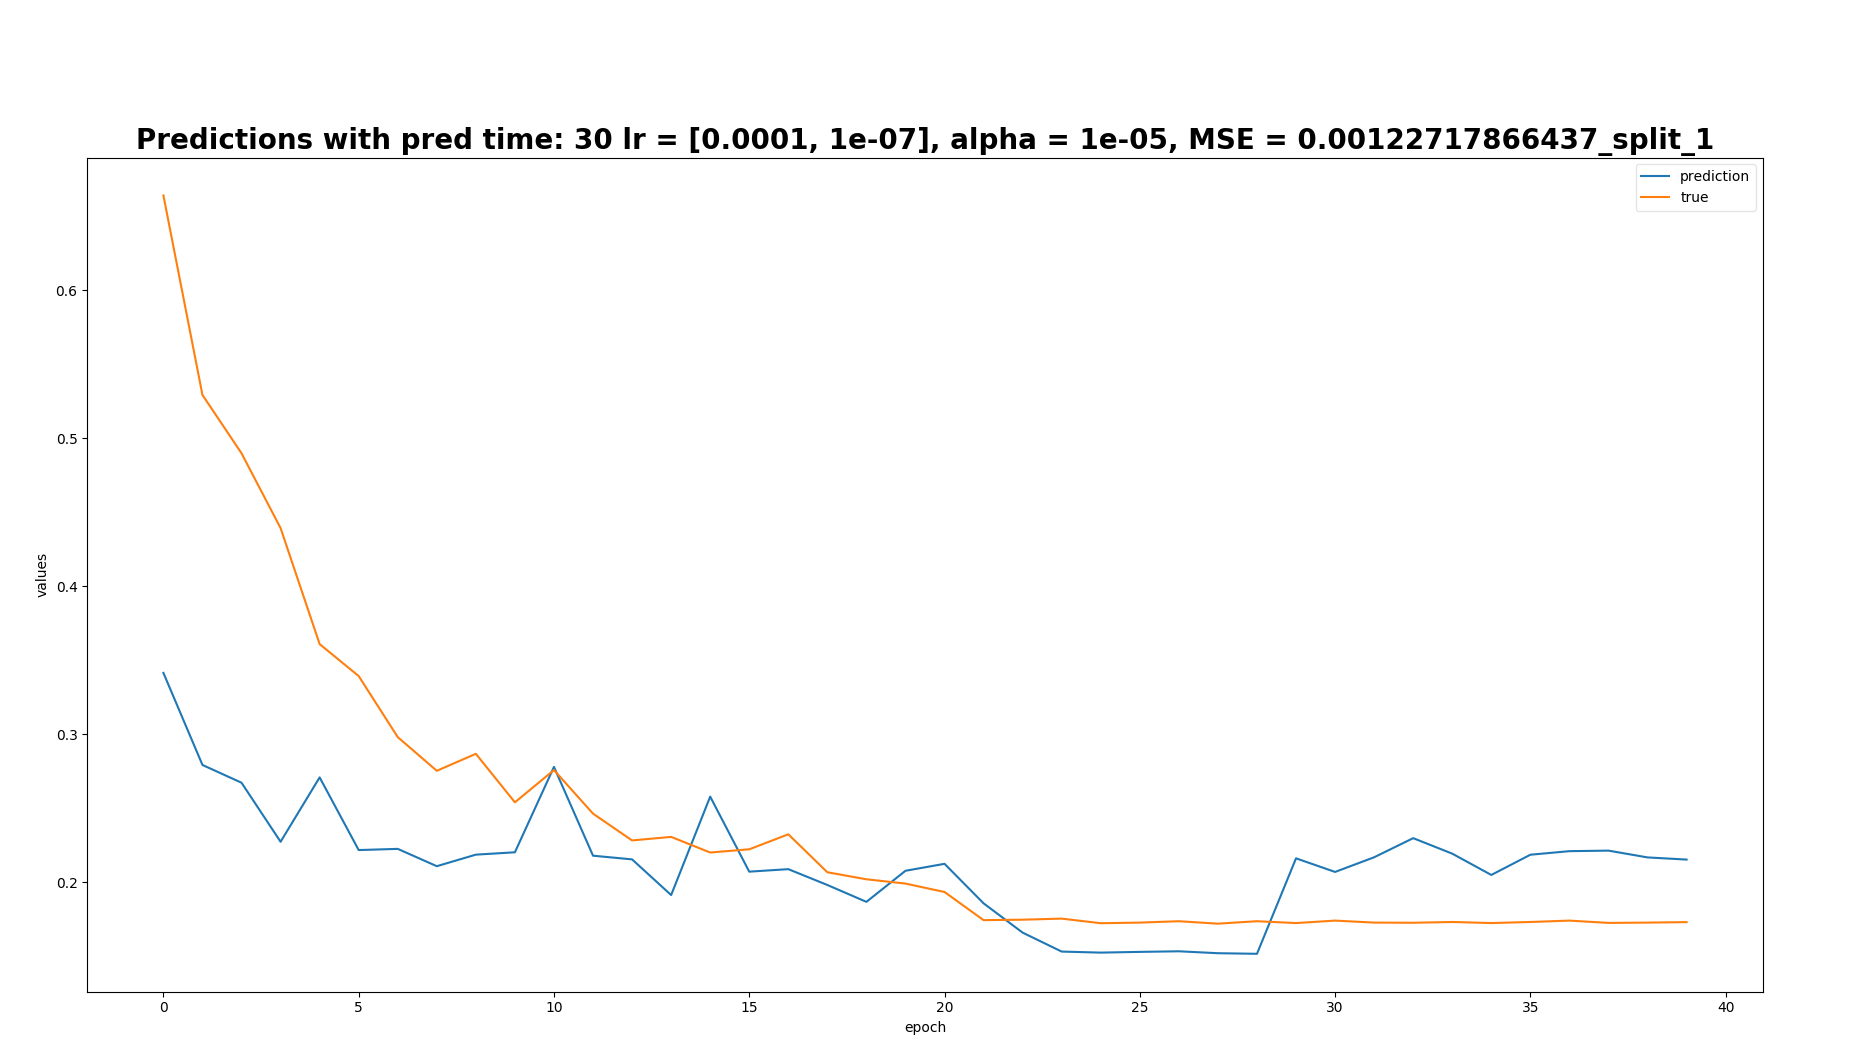 Predictions with pred time: 30 lr = [0.0001, 1e-07], alpha = 1e-05, MSE = 0.00122717866437_split_1
prediction
true
0.6
0.5
0.4
0.3
0.2
values
0 5 10 15 20 25 30 35 40
epoch